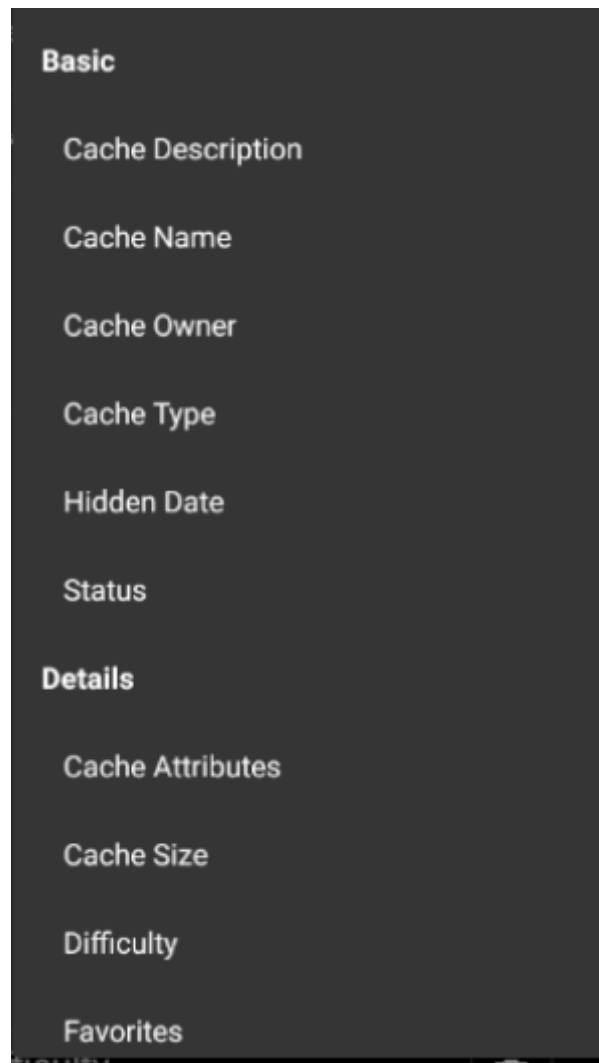 Basic
Cache Description
Cache Name
Cache Owner
Cache Type
Hidden Date
Status
Details
Cache Attributes
Cache Size
Difficulty
Favorites